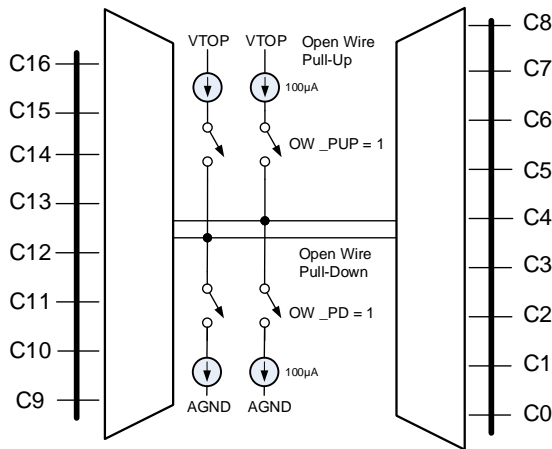 C16
C15
C14
C13
C12
C11
C10
C9
VTOP
VTOP
Open Wire
Pull-Up
100µA
OW _PUP = 1
Open Wire
Pull-Down
OW _PD = 1
100µA
AGND
AGND
C8
C7
C6
C5
C4
C3
C2
C1
C0